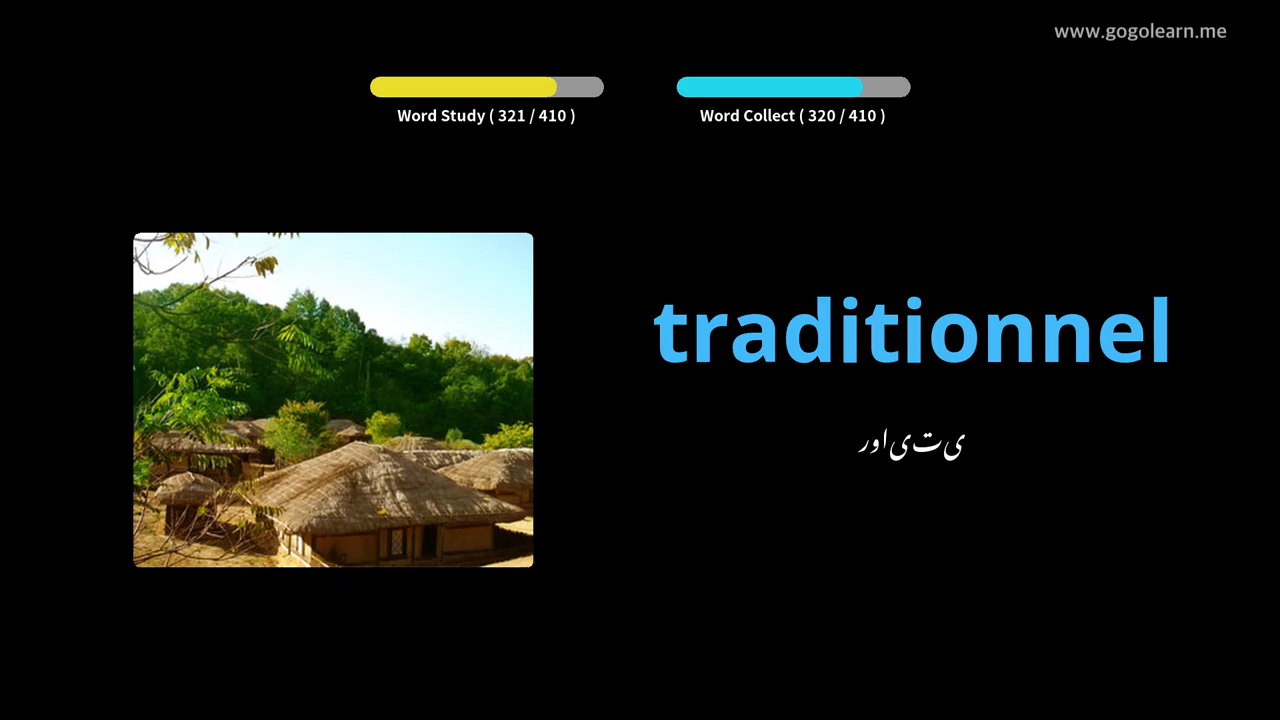 www.gogolearn.me
Word Study ( 321 / 410 )
Word Collect ( 320 / 410 )
traditionnel
روایتی